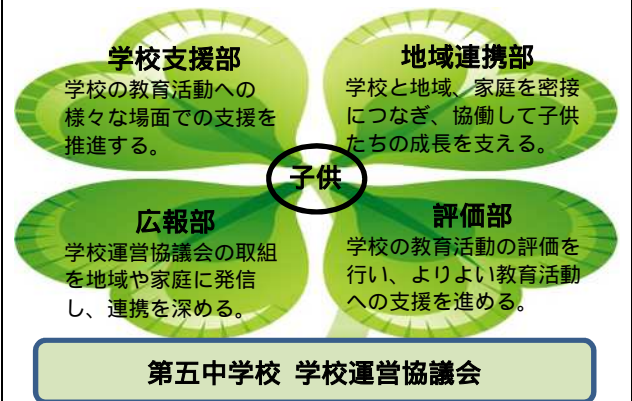 学校支援部
学校の教育活動への
様々な場面での支援を
推進する。
地域連携部
学校と地域、家庭を密接
につなぎ、協働して子供
たちの成長を支える。
子供
広報部
学校運営協議会の取組
を地域や家庭に発信
し、連携を深める。
評価部
学校の教育活動の評価を
行い、よりよい教育活動
への支援を進める。
第五中学校 学校運営協議会